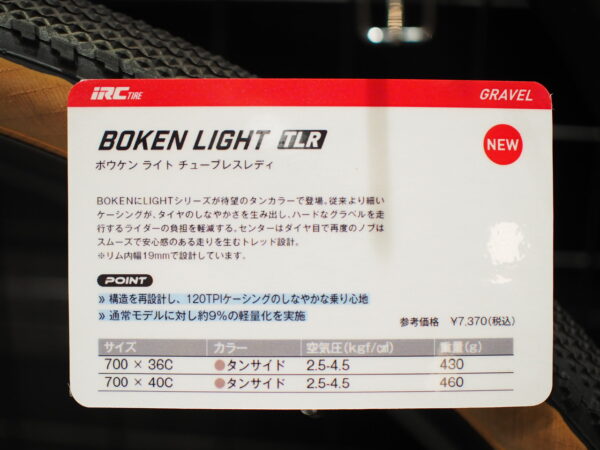 iRC TIRE
GRAVEL
BOKEN LIGHT TLR
NEW
ボウケン ライト チューブレスレディ
BOKENにLIGHTシリーズが待望のタンカラーで登場。従来より細い
ケーシングが、タイヤのしなやかさを生み出し、ハードなグラベルを走
行するライダーの負担を軽減する。センターはダイヤ目で再度のノブは
スムーズで安心感のある走りを生むトレッド設計。
※リム内幅19mmで設計しています。
POINT
» 構造を再設計し、120TPIケーシングのしなやかな乗り心地
» 通常モデルに対し約9%の軽量化を実施
参考価格 ¥7,370(税込)
サイズ カラー 空気圧(kgf/㎠) 重量(g)
700 × 36C ●タンサイド 2.5-4.5 430
700 × 40C ●タンサイド 2.5-4.5 460